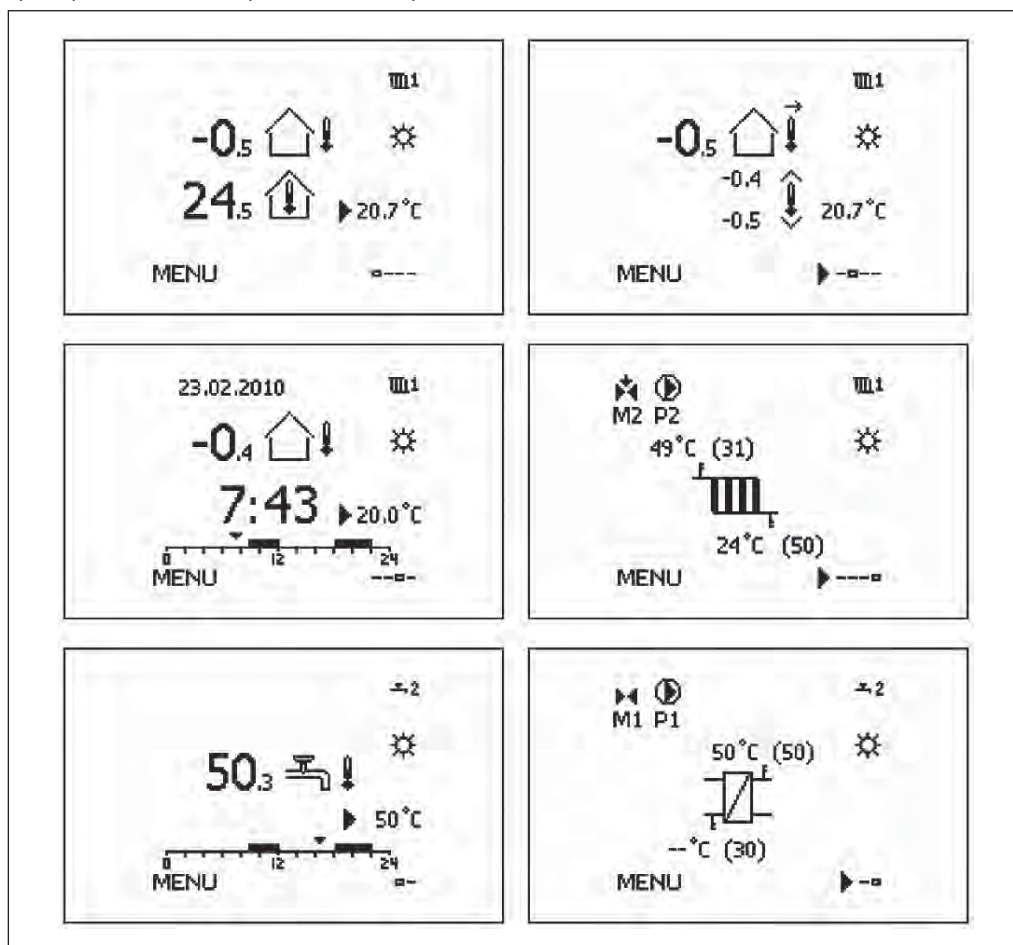 1
-0.5
24.5
20.7°C
MENU
1
-0.5
-0.4
-0.5
20.7°C
MENU
23.02.2010
1
-0.4
7:43
20.0°C
0 12 24
MENU
1
M2 P2
49°C (31)
24°C (50)
MENU
2
50.3
50°C
0 12 24
MENU
2
M1 P1
50°C (50)
--°C (30)
MENU